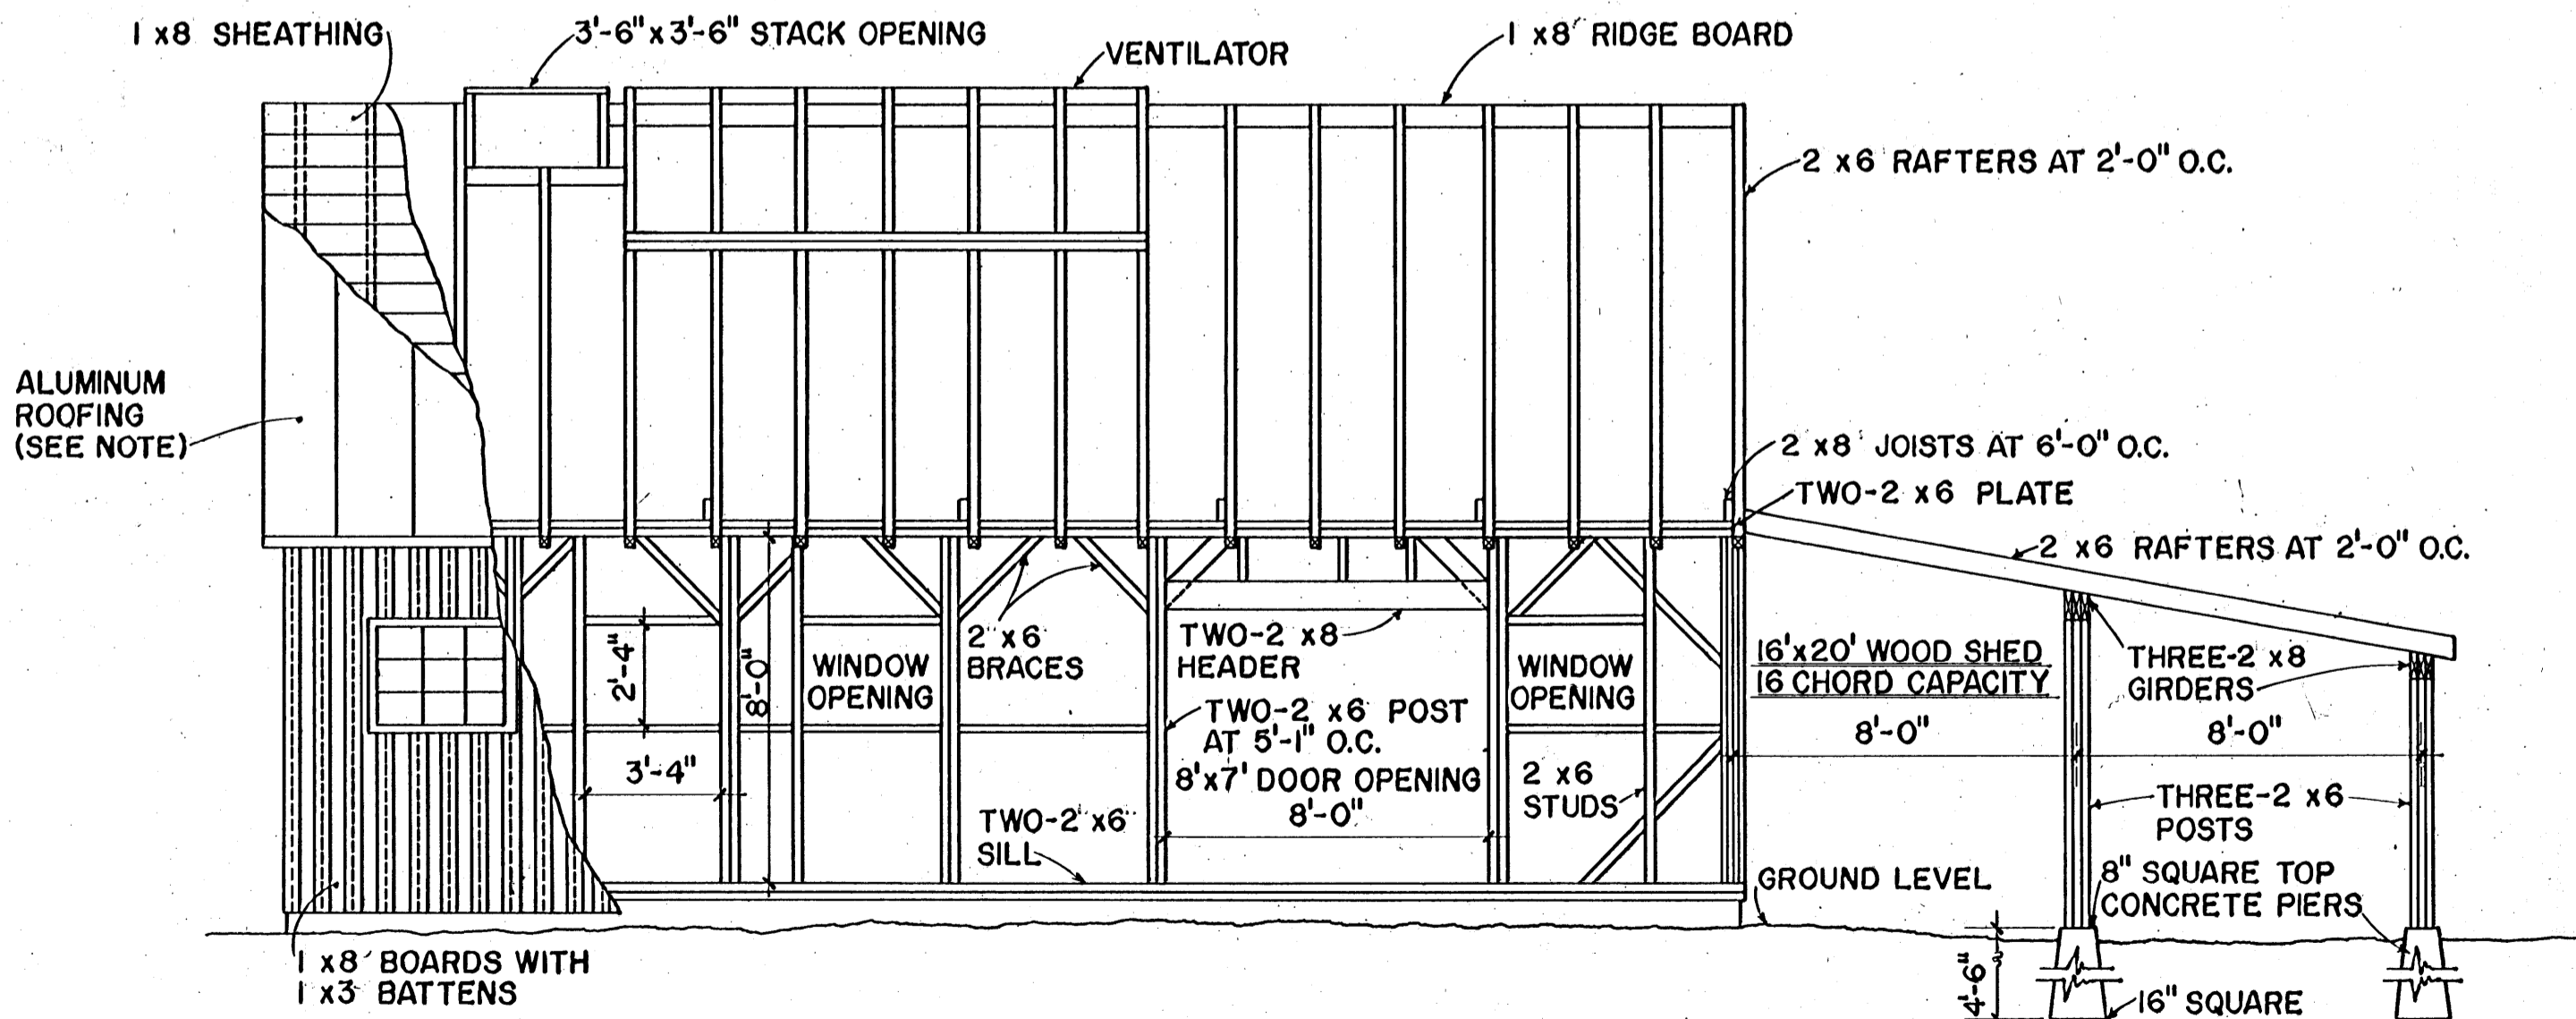 1 x8 SHEATHING
3'-6" x 3'-6" STACK OPENING
VENTILATOR
1 x8 RIDGE BOARD
2 x6 RAFTERS AT 2'-0" O.C.
ALUMINUM
ROOFING
(SEE NOTE)
2 x8 JOISTS AT 6'-0" O.C.
TWO-2 x6 PLATE
2 x6 RAFTERS AT 2'-0" O.C.
2'-4"
8'-0"
WINDOW
OPENING
2 x6
BRACES
TWO-2 x8
HEADER
WINDOW
OPENING
16'x20' WOOD SHED
16 CHORD CAPACITY
THREE-2 x8
GIRDERS
TWO-2 x6 POST
AT 5'-1" O.C.
8'-0"
8'-0"
3'-4"
8'x7' DOOR OPENING
8'-0"
2 x6
STUDS
THREE-2 x6
POSTS
TWO-2 x6
SILL
GROUND LEVEL
8" SQUARE TOP
CONCRETE PIERS
1 x8 BOARDS WITH
1 x3 BATTENS
4'-6"
16" SQUARE